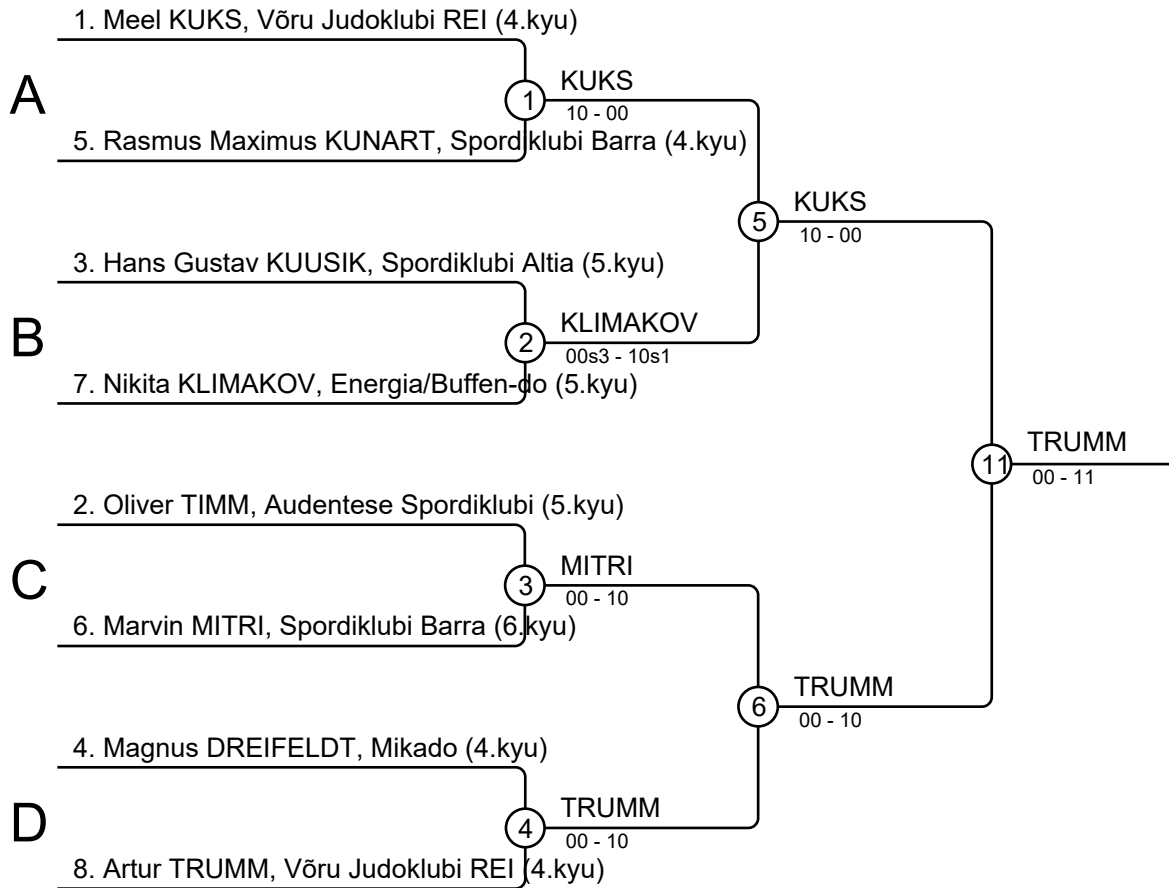 1. Meel KUKS, Võru Judoklubi REI (4.kyu)
A
1
KUKS
10 - 00
5. Rasmus Maximus KUNART, Spordiklubi Barra (4.kyu)
5
KUKS
10 - 00
3. Hans Gustav KUUSIK, Spordiklubi Altia (5.kyu)
B
2
KLIMAKOV
00s3 - 10s1
7. Nikita KLIMAKOV, Energia/Buffen-do (5.kyu)
11
TRUMM
00 - 11
2. Oliver TIMM, Audentese Spordiklubi (5.kyu)
C
3
MITRI
00 - 10
6. Marvin MITRI, Spordiklubi Barra (6.kyu)
6
TRUMM
00 - 10
4. Magnus DREIFELDT, Mikado (4.kyu)
D
4
TRUMM
00 - 10
8. Artur TRUMM, Võru Judoklubi REI (4.kyu)